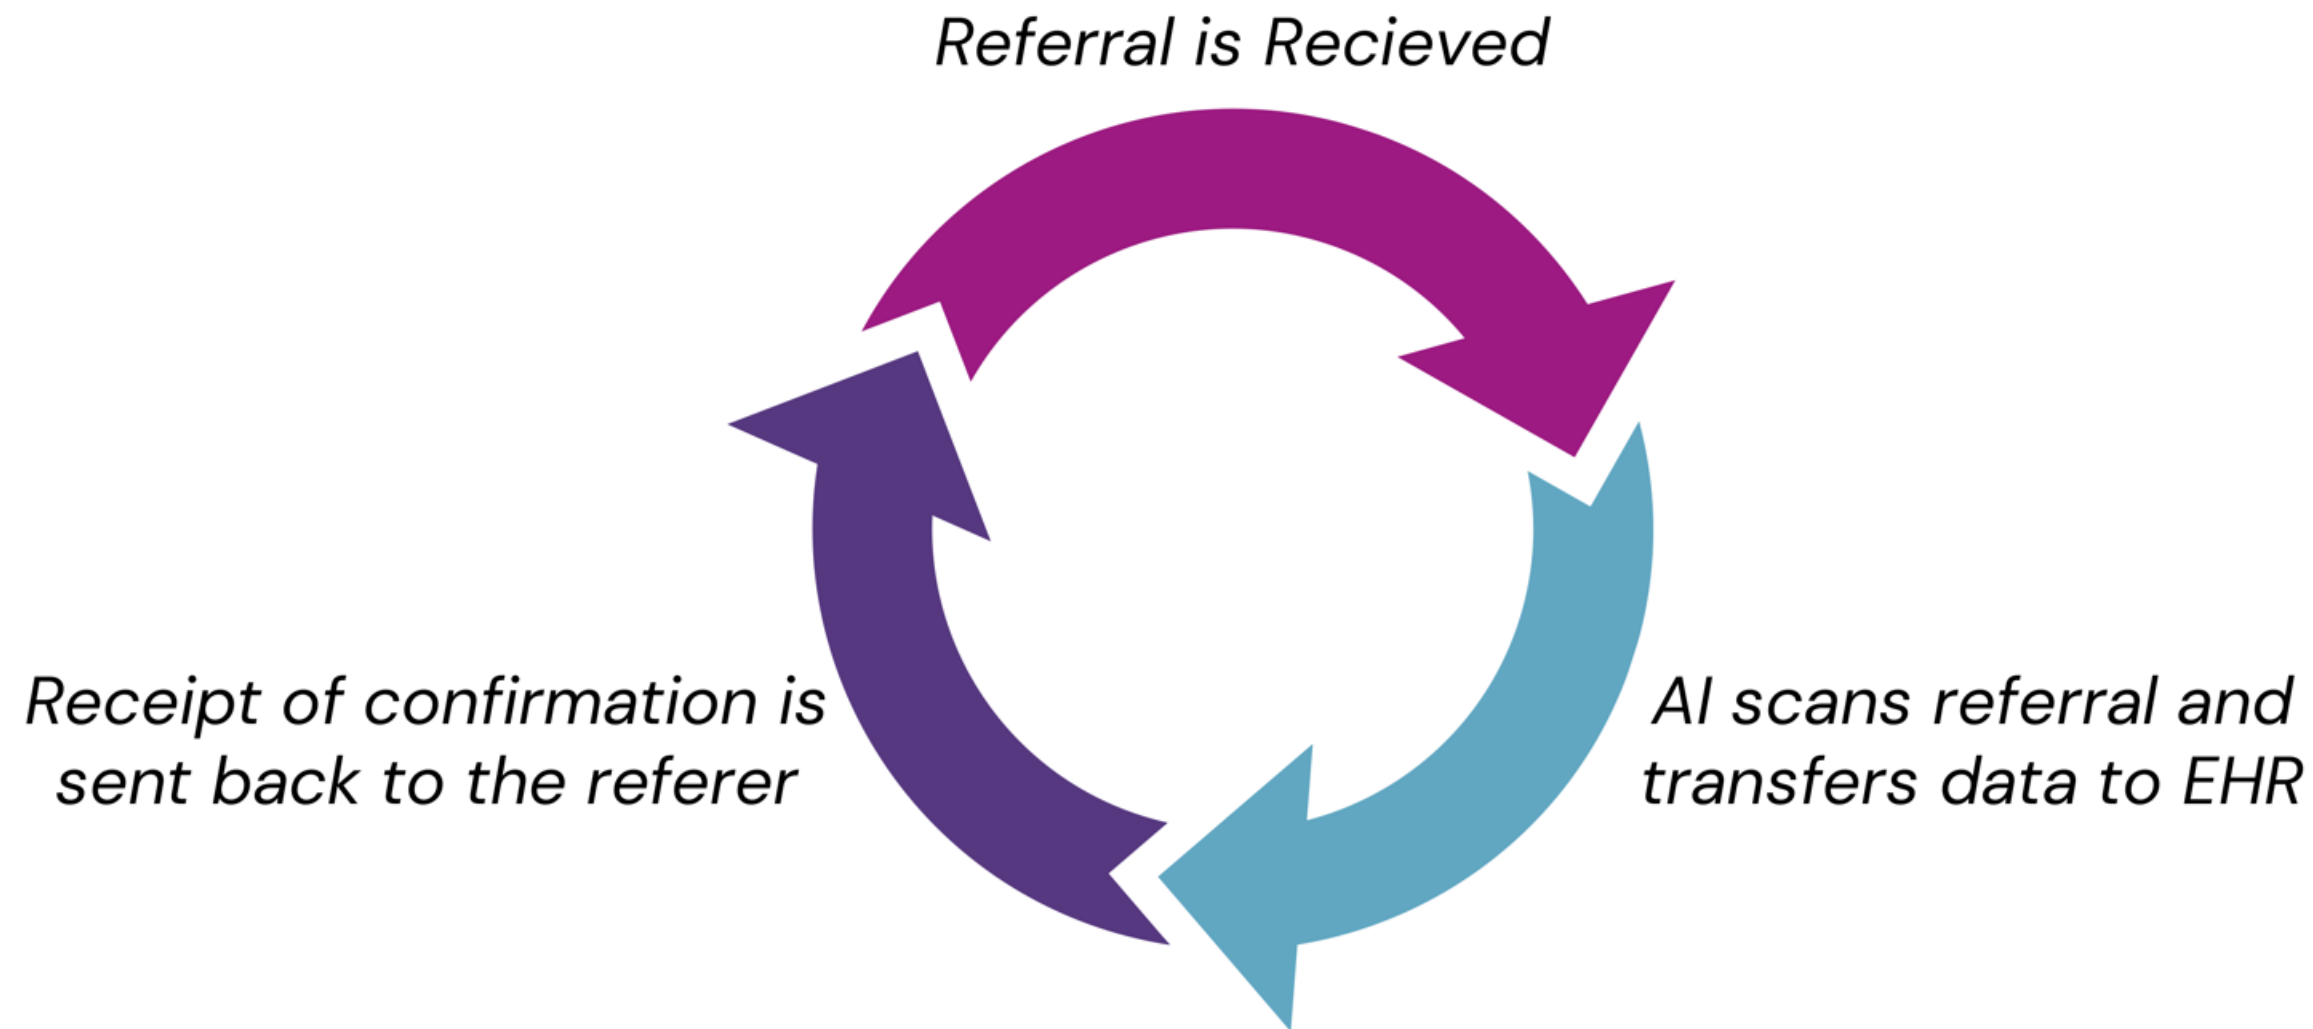 Referral is Recieved
Receipt of confirmation is
sent back to the referer
AI scans referral and
transfers data to EHR